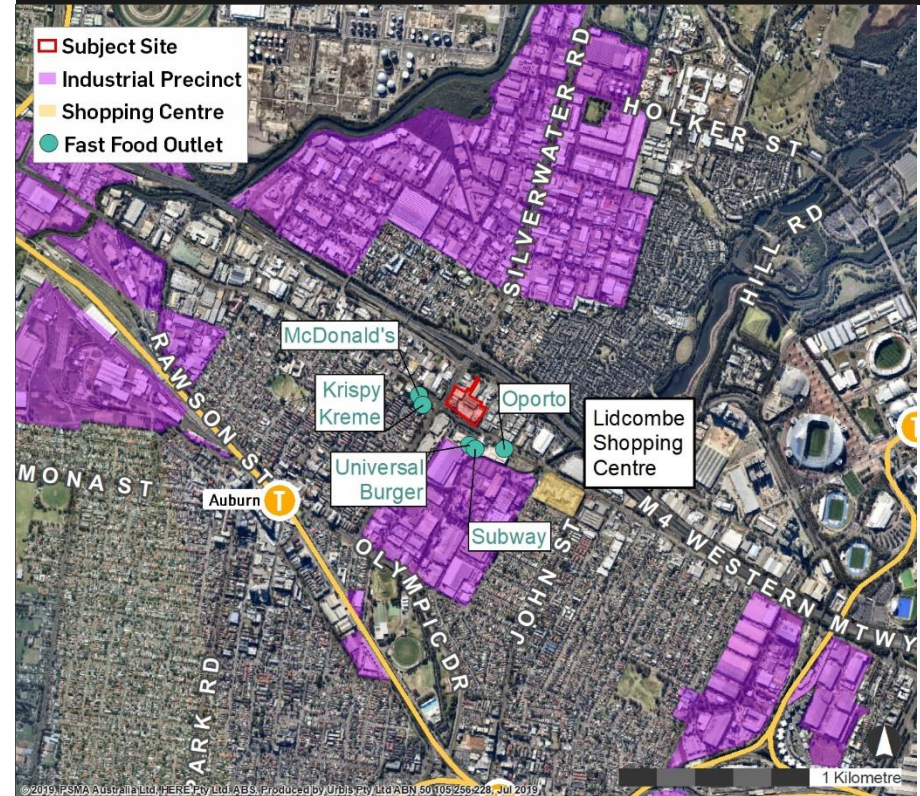 Subject Site
Industrial Precinct
Shopping Centre
Fast Food Outlet
SILVERWATER RD
HOLKER ST
HILL RD
McDonald's
Krispy
Kreme
Oporto
Lidcombe
Shopping
Centre
RAWSON ST
MONA ST
Auburn
T
T
Universal
Burger
Subway
M4 WESTERN MTWY
OLYMPIC DR
JOHN ST
PARK RD
1 Kilometre
© 2019. PSMA Australia Ltd, HERE Pty Ltd. ABS. Produced by Urbis Pty Ltd ABN 50 105 256 228, Jul 2019